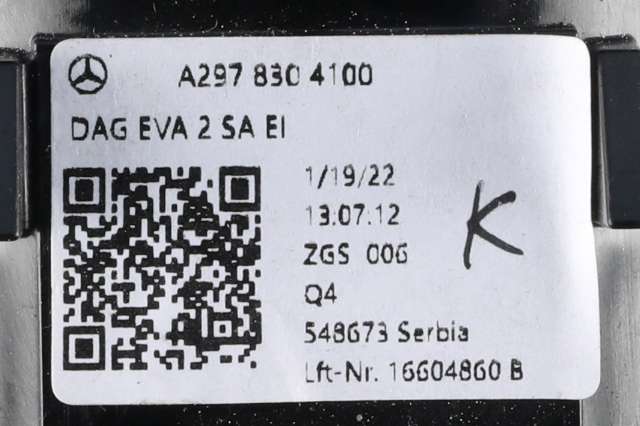 A297 830 4100
DAG EVA 2 SA EI
1/19/22
13.07.12
ZGS 006
Q4
548673 Serbia
Lft-Nr. 16604860 B
K